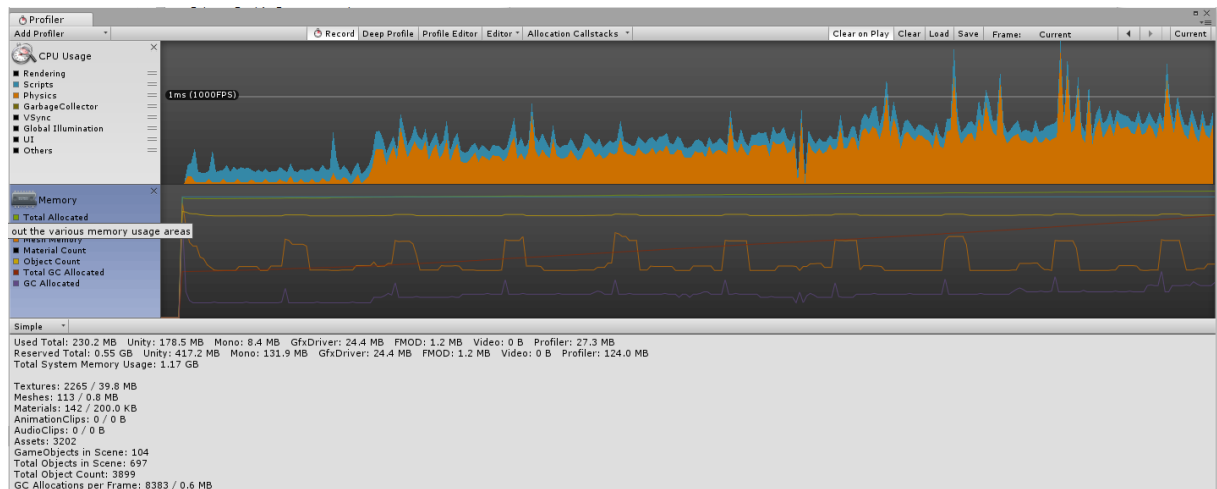 Profiler
Add Profiler Record Deep Profile Profile Editor Editor Allocation Callstacks Clear on Play Clear Load Save Frame: Current Current
CPU Usage
Rendering
Scripts
Physics
GarbageCollector
VSync
Global Illumination
UI
Others
1ms (1000FPS)
Memory
Total Allocated
out the various memory usage areas
Mesh Memory
Material Count
Object Count
Total GC Allocated
GC Allocated
Simple
Used Total: 230.2 MB Unity: 178.5 MB Mono: 8.4 MB GfxDriver: 24.4 MB FMOD: 1.2 MB Video: 0 B Profiler: 27.3 MB
Reserved Total: 0.55 GB Unity: 417.2 MB Mono: 131.9 MB GfxDriver: 24.4 MB FMOD: 1.2 MB Video: 0 B Profiler: 124.0 MB
Total System Memory Usage: 1.17 GB
Textures: 2265 / 39.8 MB
Meshes: 113 / 0.8 MB
Materials: 142 / 200.0 KB
AnimationClips: 0 / 0 B
AudioClips: 0 / 0 B
Assets: 3202
GameObjects in Scene: 104
Total Objects in Scene: 697
Total Object Count: 3899
GC Allocations per Frame: 8383 / 0.6 MB